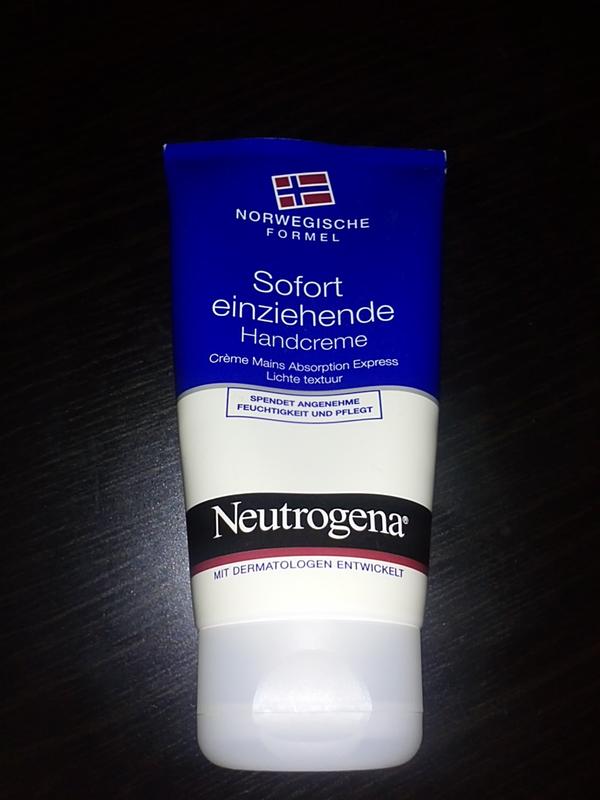 NORWEGISCHE
FORMEL
Sofort
einziehende
Handcreme
Crème Mains Absorption Express
Lichte textuur
SPENDET ANGENEHME
FEUCHTIGKEIT UND PFLEGT
Neutrogena®
MIT DERMATOLOGEN ENTWICKELT